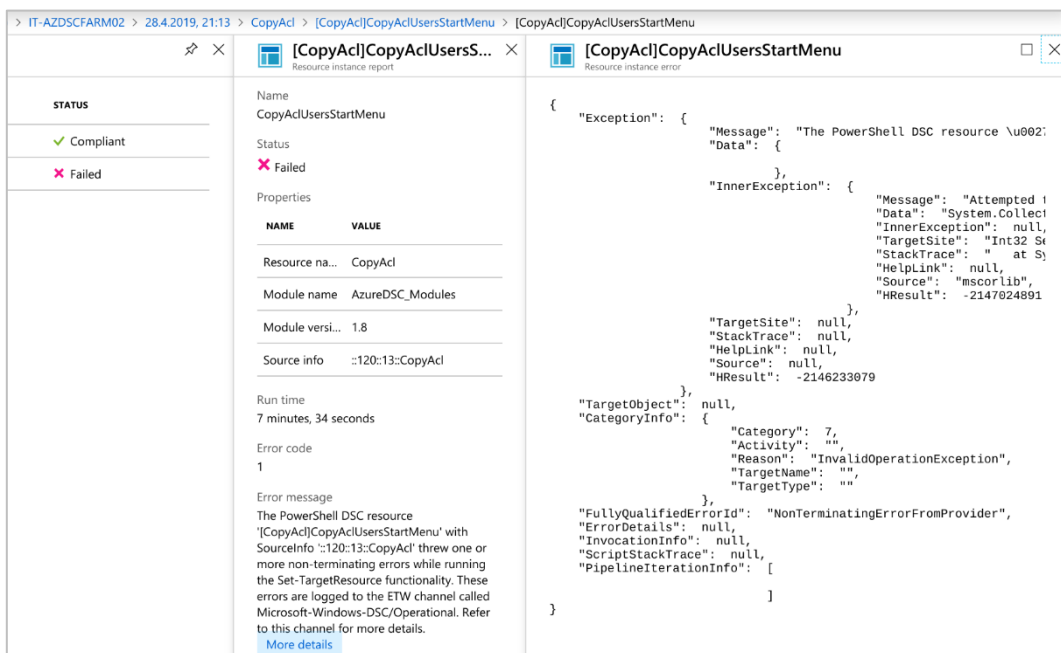 > IT-AZDSCFARM02 > 28.4.2019, 21:13 > CopyAcl > [CopyAcl]CopyAclUsersStartMenu > [CopyAcl]CopyAclUsersStartMenu
STATUS
Compliant
Failed
[CopyAcl]CopyAclUsersS...
Resource instance report
Name
CopyAclUsersStartMenu
Status
Failed
Properties
NAME VALUE
Resource na... CopyAcl
Module name AzureDSC_Modules
Module versi... 1.8
Source info ::120::13::CopyAcl
Run time
7 minutes, 34 seconds
Error code
1
Error message
The PowerShell DSC resource
'[CopyAcl]CopyAclUsersStartMenu' with
SourceInfo '::120::13::CopyAcl' threw one or
more non-terminating errors while running
the Set-TargetResource functionality. These
errors are logged to the ETW channel called
Microsoft-Windows-DSC/Operational. Refer
to this channel for more details.
More details
[CopyAcl]CopyAclUsersStartMenu
Resource instance error
{
"Exception": {
"Message": "The PowerShell DSC resource \u0027
"Data": {
},
"InnerException": {
"Message": "Attempted
"Data": "System.Collect
"InnerException": null,
"TargetSite": "Int32 Se
"StackTrace": " at Sy
"HelpLink": null,
"Source": "mscorlib",
"HResult": -2147024891
},
"TargetSite": null,
"StackTrace": null,
"HelpLink": null,
"Source": null,
"HResult": -2146233079
},
"TargetObject": null,
"CategoryInfo": {
"Category": 7,
"Activity": "",
"Reason": "InvalidOperationException",
"TargetName": "",
"TargetType": ""
},
"FullyQualifiedErrorId": "NonTerminatingErrorFromProvider",
"ErrorDetails": null,
"InvocationInfo": null,
"ScriptStackTrace": null,
"PipelineIterationInfo": [
]
}